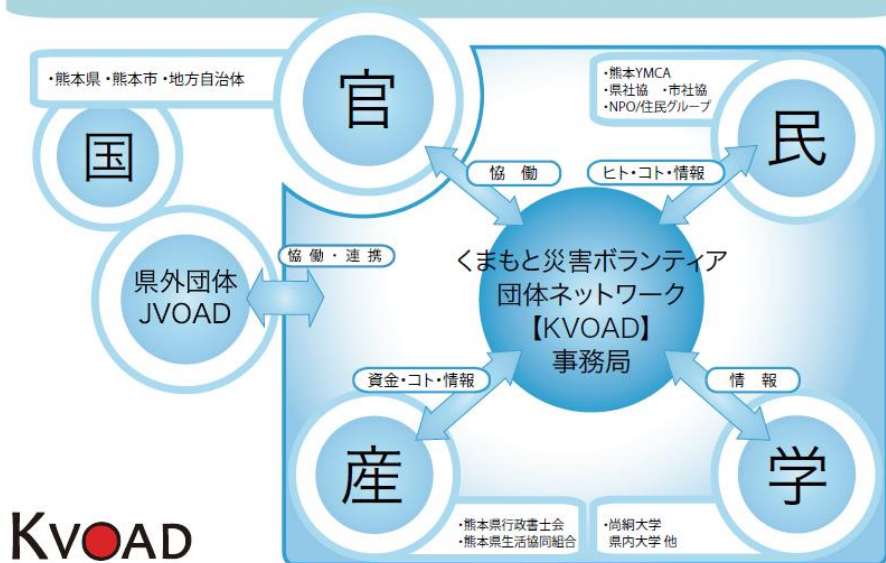 ・熊本県 ・熊本市 ・地方自治体
官
国
・熊本YMCA
・県社協 ・市社協
・NPO/住民グループ
民
協 働
ヒト・コト・情報
県外団体
JVOAD
協 働 ・ 連 携
くまもと災害ボランティア
団体ネットワーク
【KVOAD】
事務局
資金・コト・情報
情 報
産
・熊本県行政書士会
・熊本県生活協同組合
・尚絅大学
県内大学 他
学
KVOAD